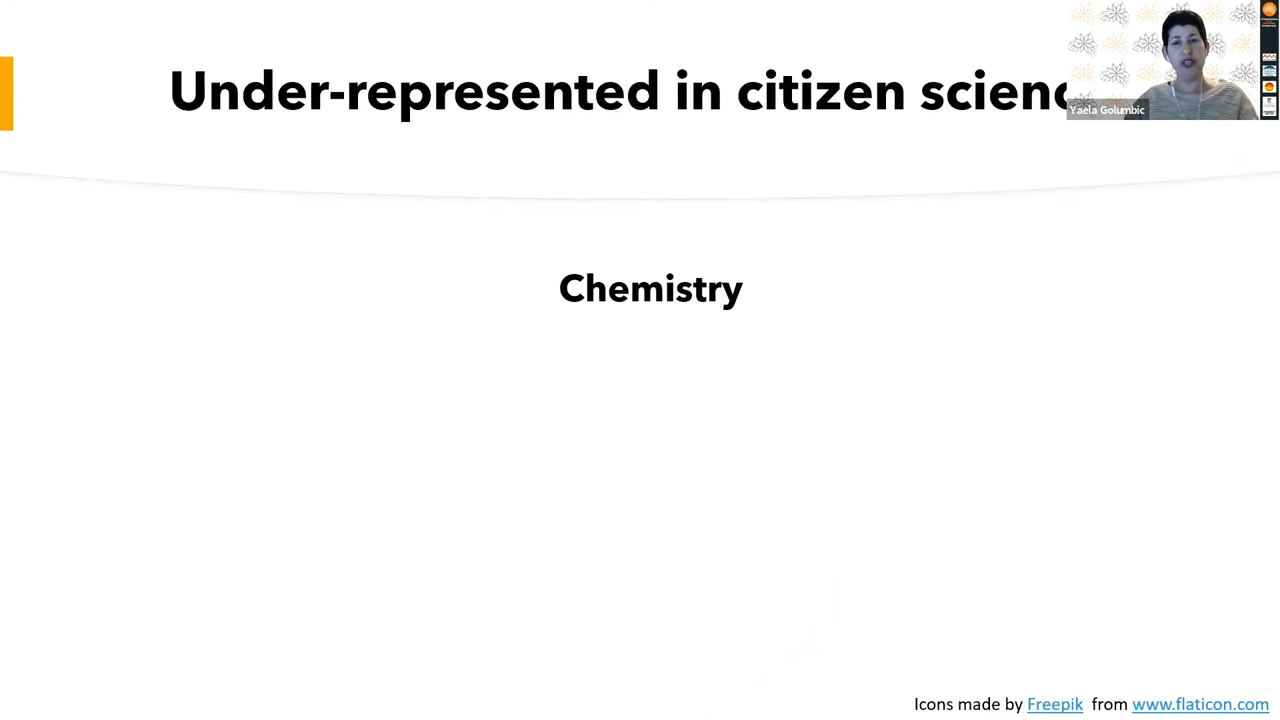 Under-represented in citizen scienc
Yaela Golumbic
Chemistry
Icons made by Freepik from www.flaticon.com